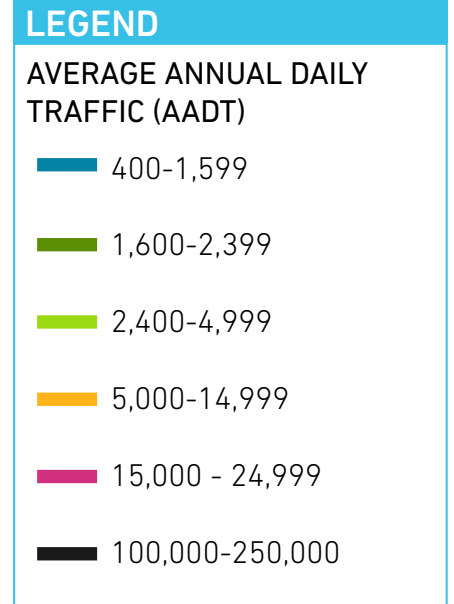 LEGEND
AVERAGE ANNUAL DAILY
TRAFFIC (AADT)
400-1,599
1,600-2,399
2,400-4,999
5,000-14,999
15,000 - 24,999
100,000-250,000